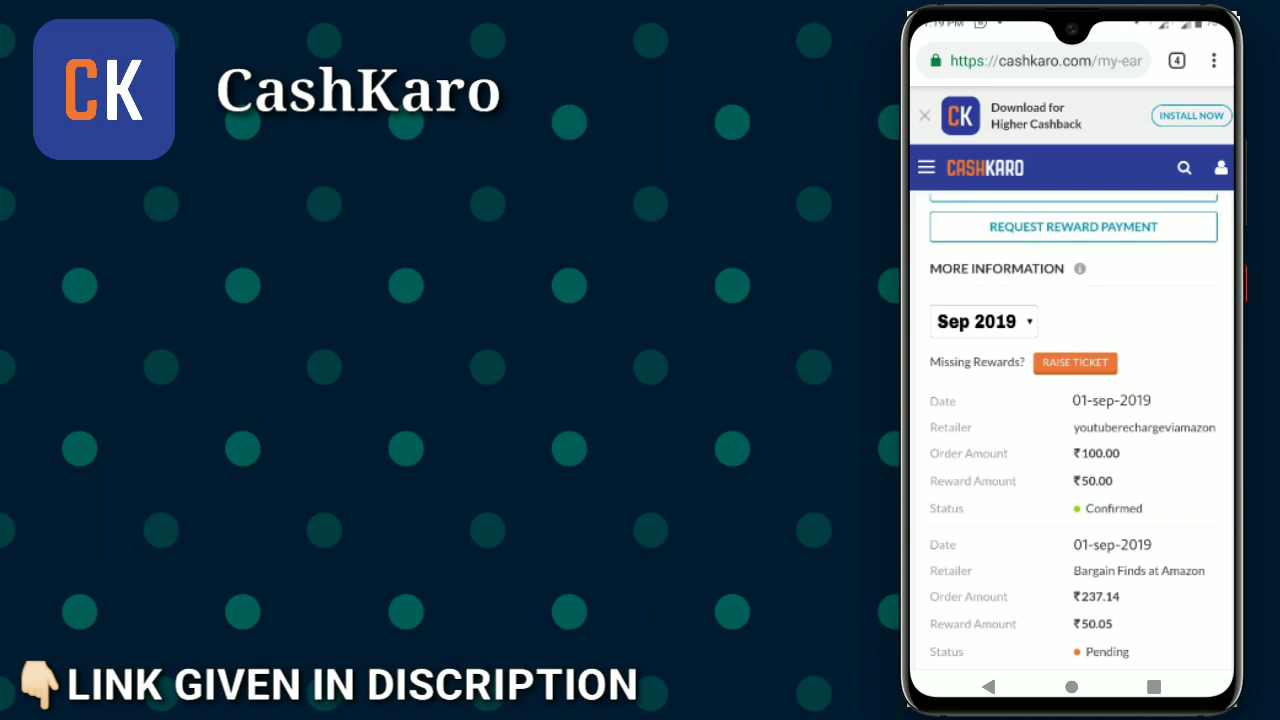 CK
CashKaro
https://cashkaro.com/my-ear
4
CK
Download for
Higher Cashback
INSTALL NOW
CASHKARO
REQUEST REWARD PAYMENT
MORE INFORMATION
Sep 2019
Missing Rewards? RAISE TICKET
Date 01-sep-2019
Retailer youtuberechargeviamazon
Order Amount ₹100.00
Reward Amount ₹50.00
Status Confirmed
Date 01-sep-2019
Retailer Bargain Finds at Amazon
Order Amount ₹237.14
Reward Amount ₹50.05
Status Pending
LINK GIVEN IN DISCRIPTION